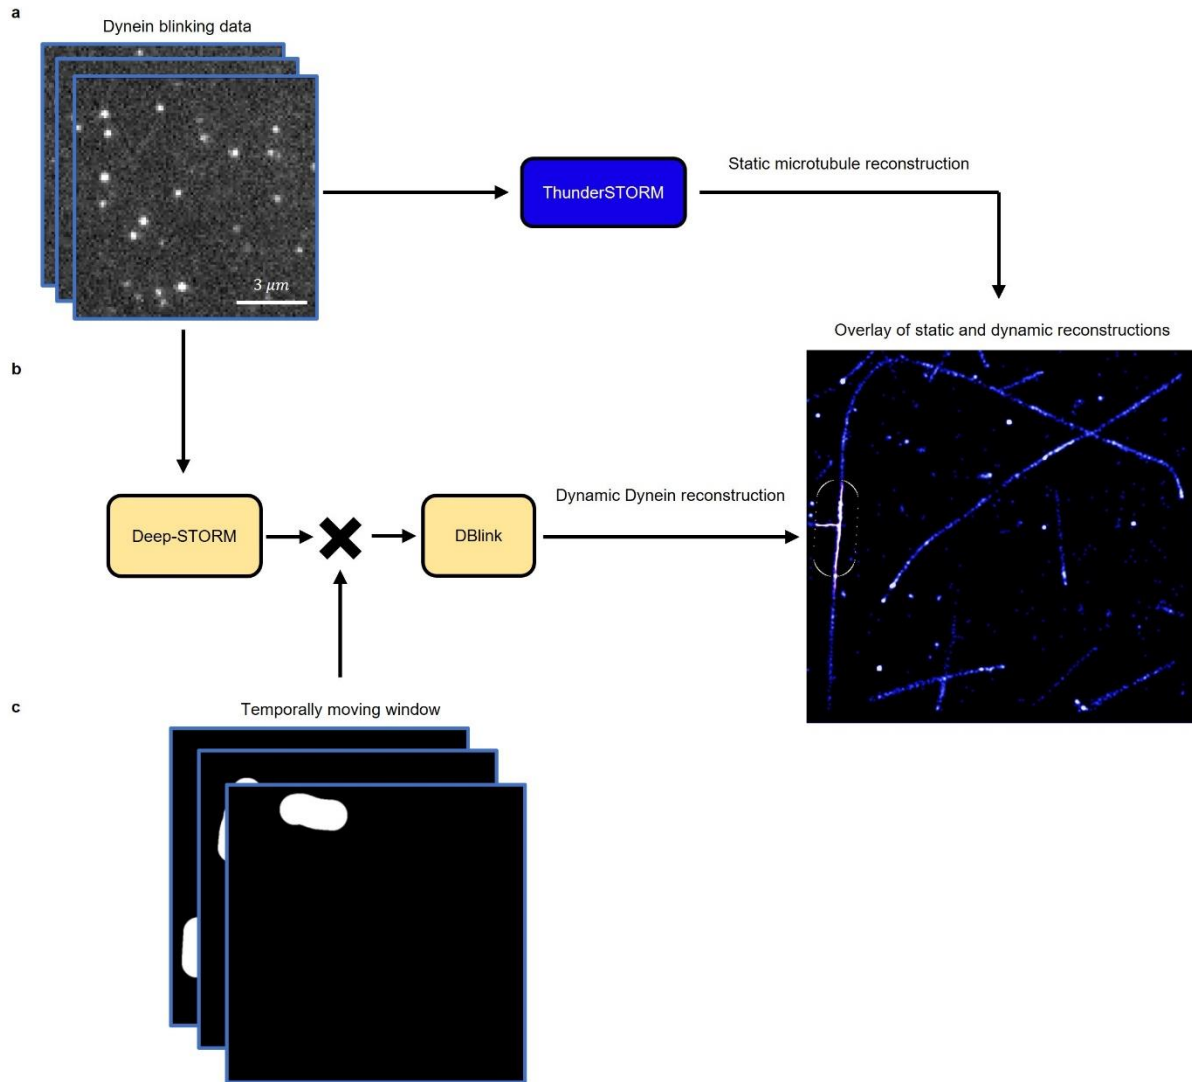 a
Dynein blinking data
3 μm
ThunderSTORM
Static microtubule reconstruction
Overlay of static and dynamic reconstructions
b
Deep-STORM
DBlink
Dynamic Dynein reconstruction
c
Temporally moving window